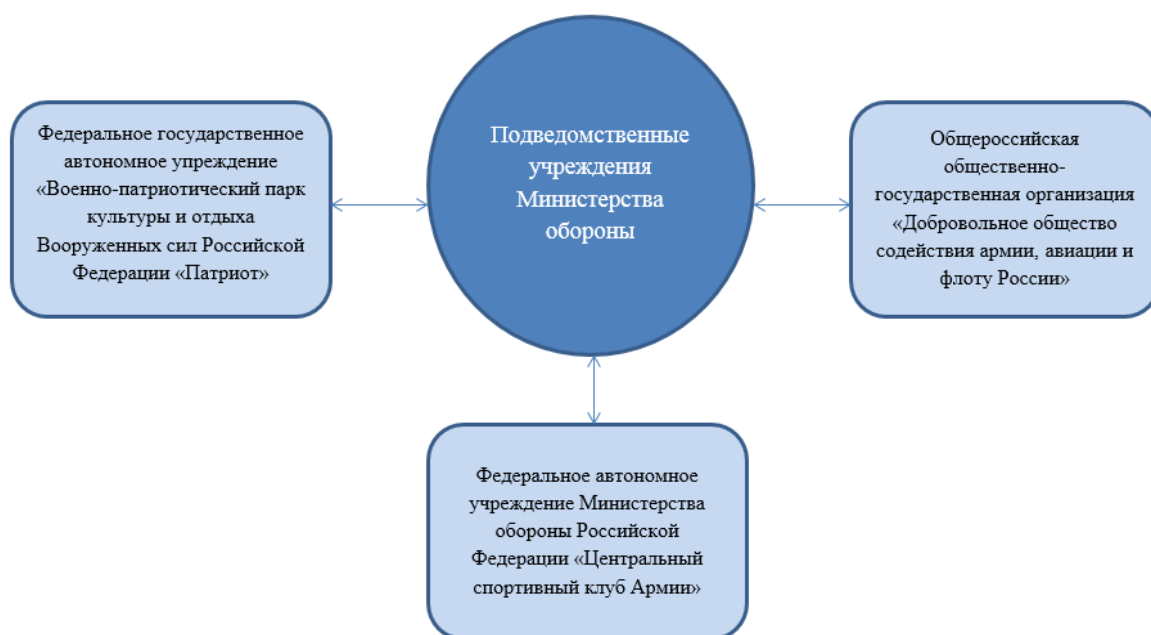 Подведомственные
учреждения
Министерства
обороны
Федеральное государственное
автономное упреждение
«Военно-патриотический парк
культуры и отдыха
Вооруженных сил Российской
Федерации «Патриот»
Общероссийская
общественно-
государственная организация
«Добровольное общество
содействия армии, авиации и
флоту России»
Федеральное автономное
учреждение Министерства
обороны Российской
Федерации «Центральный
спортивный клуб Армии»